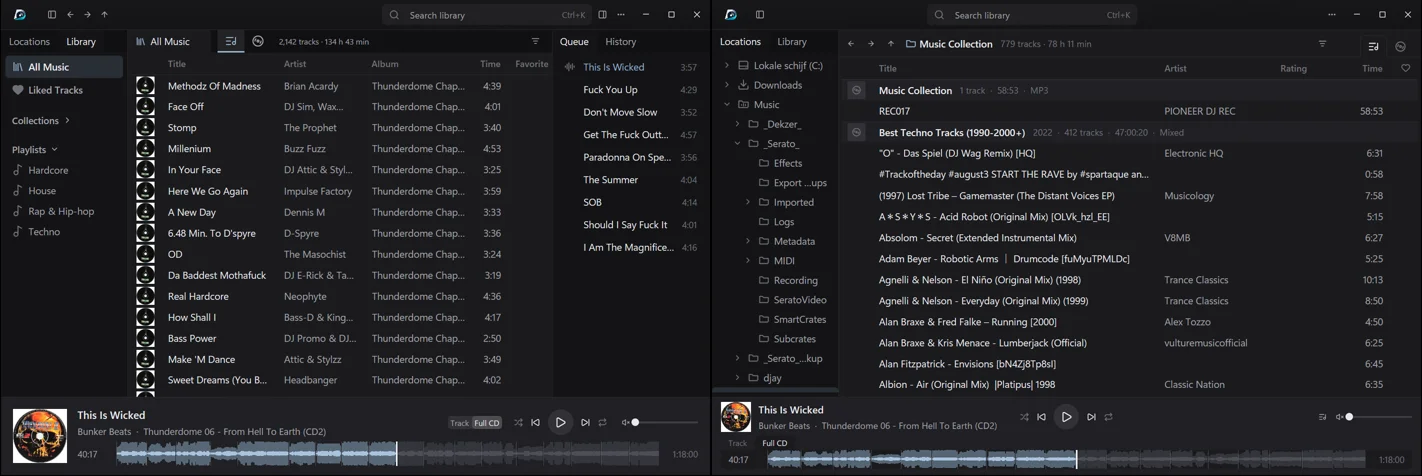 Search library Ctrl+K
Locations Library
All Music
Liked Tracks
Collections
Playlists
Hardcore
House
Rap & Hip-hop
Techno
All Music 2,142 tracks · 134 h 43 min
Title Artist Album Time Favorite
Methodz Of Madness Brian Acardy Thunderdome Chap... 4:39
Face Off DJ Sim, Wax... Thunderdome Chap... 4:01
Stomp The Prophet Thunderdome Chap... 3:40
Millenium Buzz Fuzz Thunderdome Chap... 4:53
In Your Face DJ Attic & Styl... Thunderdome Chap... 3:25
Here We Go Again Impulse Factory Thunderdome Chap... 3:59
A New Day Dennis M Thunderdome Chap... 3:33
6.48 Min. To D'spyre D-Spyre Thunderdome Chap... 3:36
OD The Masochist Thunderdome Chap... 3:24
Da Baddest Mothafuck DJ E-Rick & Ta... Thunderdome Chap... 3:19
Real Hardcore Neophyte Thunderdome Chap... 4:36
How Shall I Bass-D & King... Thunderdome Chap... 4:17
Bass Power DJ Promo & DJ... Thunderdome Chap... 2:50
Make 'M Dance Attic & Stylzz Thunderdome Chap... 3:49
Sweet Dreams (You B... Headbanger Thunderdome Chap... 4:02
Queue History
This Is Wicked 3:57
Fuck You Up 4:29
Don't Move Slow 3:52
Get The Fuck Outt... 4:57
Paradonna On Spe... 3:56
The Summer 4:04
SOB 4:14
Should I Say Fuck It 4:01
I Am The Magnifice... 4:16
This Is Wicked
Bunker Beats · Thunderdome 06 - From Hell To Earth (CD2)
Track Full CD
40:17 1:18:00
Search library Ctrl+K
Locations Library
Lokale schijf (C:)
Downloads
Music
_Dekzer_
_Serato_
Effects
Export ...ups
Imported
Logs
Metadata
MIDI
Recording
SeratoVideo
SmartCrates
Subcrates
_Serato_...kup
djay
Music Collection 779 tracks · 78 h 11 min
Title Artist Rating Time
Music Collection 1 track · 58:53 · MP3
REC017 PIONEER DJ REC 58:53
Best Techno Tracks (1990-2000+) 2022 · 412 tracks · 47:00:20 · Mixed
"O" - Das Spiel (DJ Wag Remix) [HQ] Electronic HQ 6:31
#Trackoftheday #august3 START THE RAVE by #spartaque an... 0:58
(1997) Lost Tribe – Gamemaster (The Distant Voices EP) Musicology 7:58
A＊S＊Y＊S - Acid Robot (Original Mix) [OLVk_hzl_EE] 5:15
Absolom - Secret (Extended Instrumental Mix) V8MB 6:27
Adam Beyer - Robotic Arms ｜ Drumcode [fuMyuTPMLDc] 5:25
Agnelli & Nelson - El Niño (Original Mix) (1998) Trance Classics 10:13
Agnelli & Nelson - Everyday (Original Mix) (1999) Trance Classics 8:50
Alan Braxe & Fred Falke – Running [2000] Alex Tozzo 4:50
Alan Braxe & Kris Menace - Lumberjack (Official) vulturemusicofficial 6:25
Alan Fitzpatrick - Envisions [bN4Zj8Tp8sI] 6:45
Albion - Air (Original Mix) |Platipus| 1998 Classic Nation 6:35
This Is Wicked
Bunker Beats · Thunderdome 06 - From Hell To Earth (CD2)
Track Full CD
40:17 1:18:00